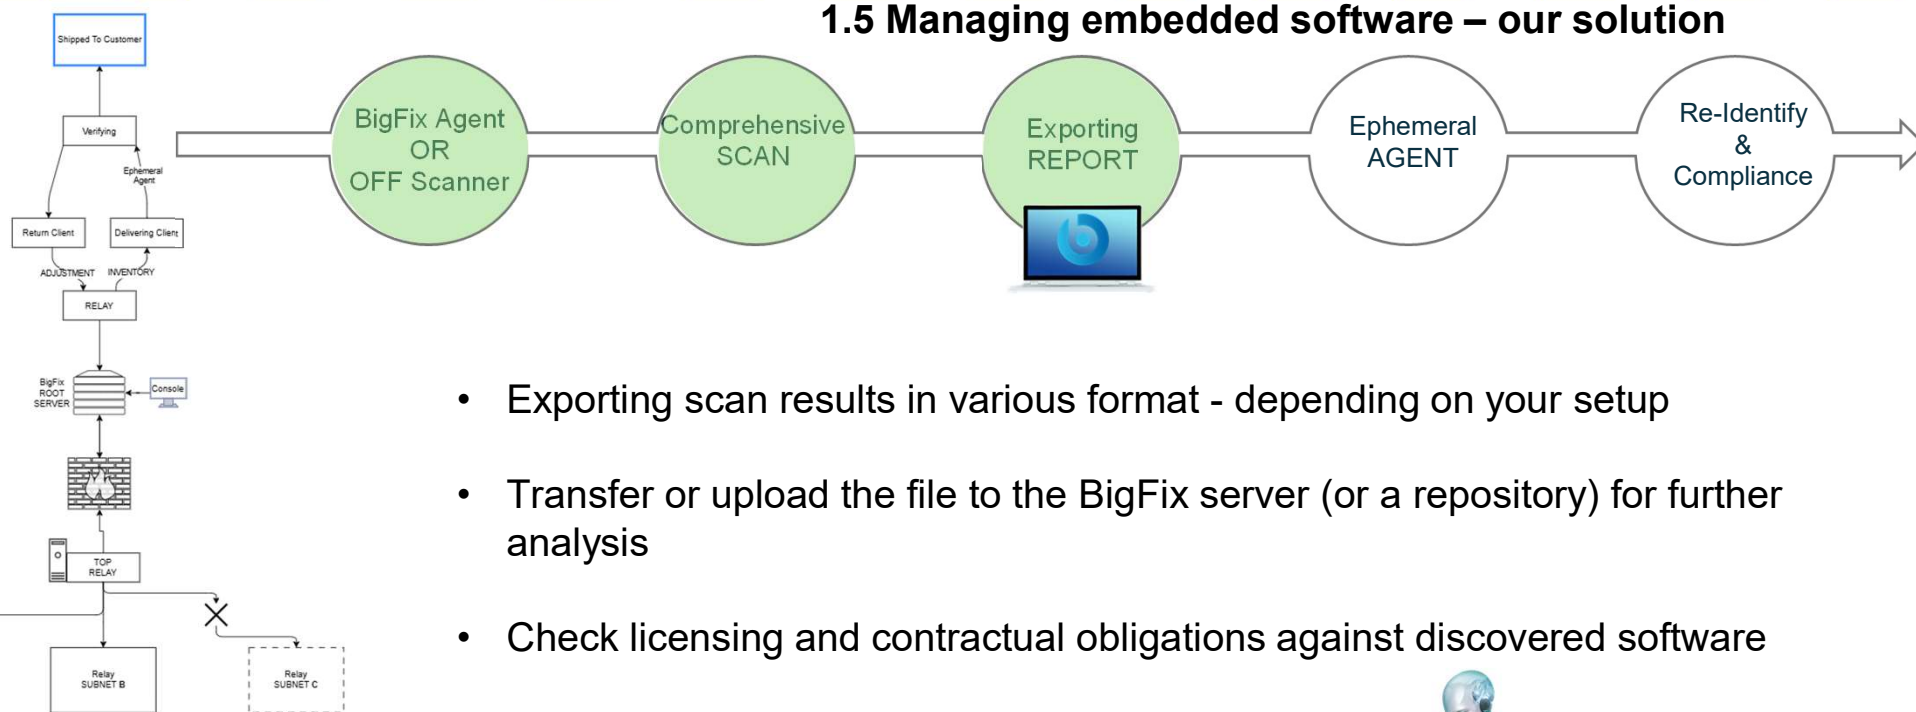 1.5 Managing embedded software – our solution
Shipped To Customer
Verifying
Ephemeral
Agent
Return Client
Delivering Client
ADJUSTMENT
INVENTORY
RELAY
BigFix
ROOT
SERVER
Console
TOP
RELAY
Relay
SUBNET B
Relay
SUBNET C
BigFix Agent
OR
OFF Scanner
Comprehensive
SCAN
Exporting
REPORT
Ephemeral
AGENT
Re-Identify
&
Compliance
• Exporting scan results in various format - depending on your setup
• Transfer or upload the file to the BigFix server (or a repository) for further
analysis
• Check licensing and contractual obligations against discovered software